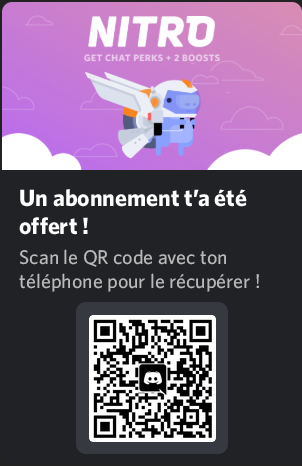 NITRO
GET CHAT PERKS + 2 BOOSTS
Un abonnement t’a été
offert !
Scan le QR code avec ton
téléphone pour le récupérer !